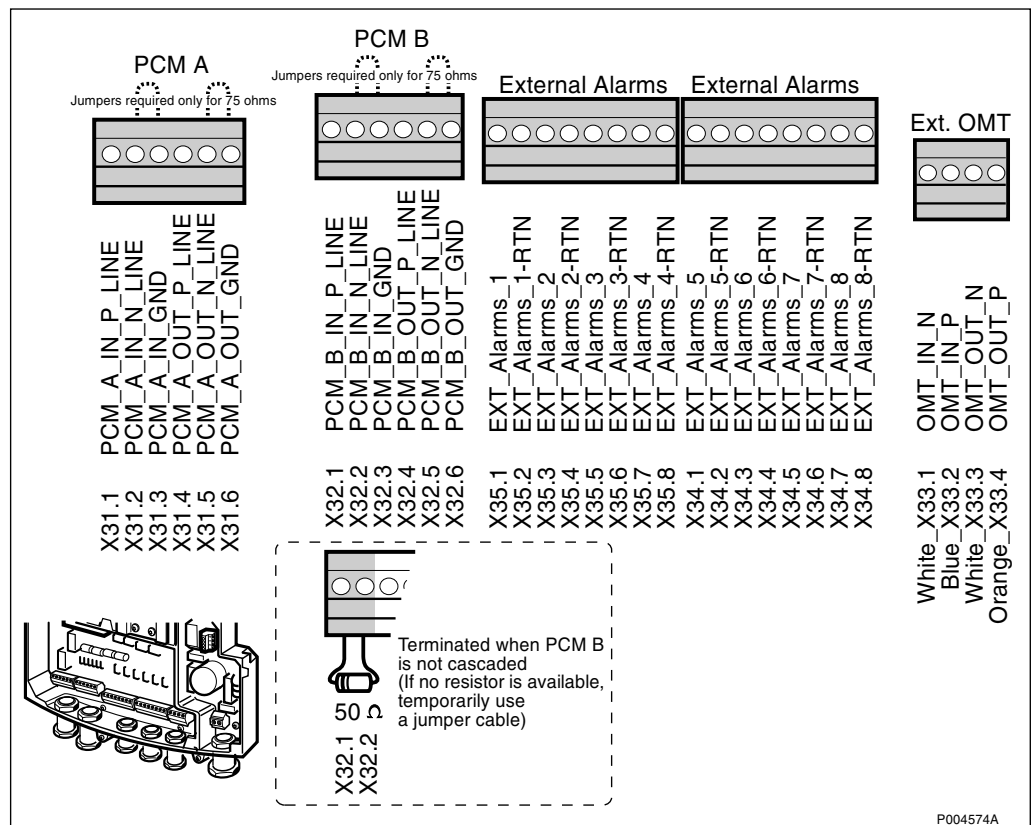 PCM A
Jumpers required only for 75 ohms
PCM B
Jumpers required only for 75 ohms
External Alarms
External Alarms
Ext. OMT
PCM_A_IN_P_LINE
PCM_A_IN_N_LINE
PCM_A_IN_GND
PCM_A_OUT_P_LINE
PCM_A_OUT_N_LINE
PCM_A_OUT_GND
X31.1
X31.2
X31.3
X31.4
X31.5
X31.6
PCM_B_IN_P_LINE
PCM_B_IN_N_LINE
PCM_B_IN_GND
PCM_B_OUT_P_LINE
PCM_B_OUT_N_LINE
PCM_B_OUT_GND
X32.1
X32.2
X32.3
X32.4
X32.5
X32.6
EXT_Alarms_1
EXT_Alarms_1-RTN
EXT_Alarms_2
EXT_Alarms_2-RTN
EXT_Alarms_3
EXT_Alarms_3-RTN
EXT_Alarms_4
EXT_Alarms_4-RTN
X35.1
X35.2
X35.3
X35.4
X35.5
X35.6
X35.7
X35.8
EXT_Alarms_5
EXT_Alarms_5-RTN
EXT_Alarms_6
EXT_Alarms_6-RTN
EXT_Alarms_7
EXT_Alarms_7-RTN
EXT_Alarms_8
EXT_Alarms_8-RTN
X34.1
X34.2
X34.3
X34.4
X34.5
X34.6
X34.7
X34.8
OMT_IN_N
OMT_IN_P
OMT_OUT_N
OMT_OUT_P
White_X33.1
Blue_X33.2
White_X33.3
Orange_X33.4
Terminated when PCM B
is not cascaded
(If no resistor is available,
temporarily use
a jumper cable)
50 Ω
X32.1
X32.2
P004574A